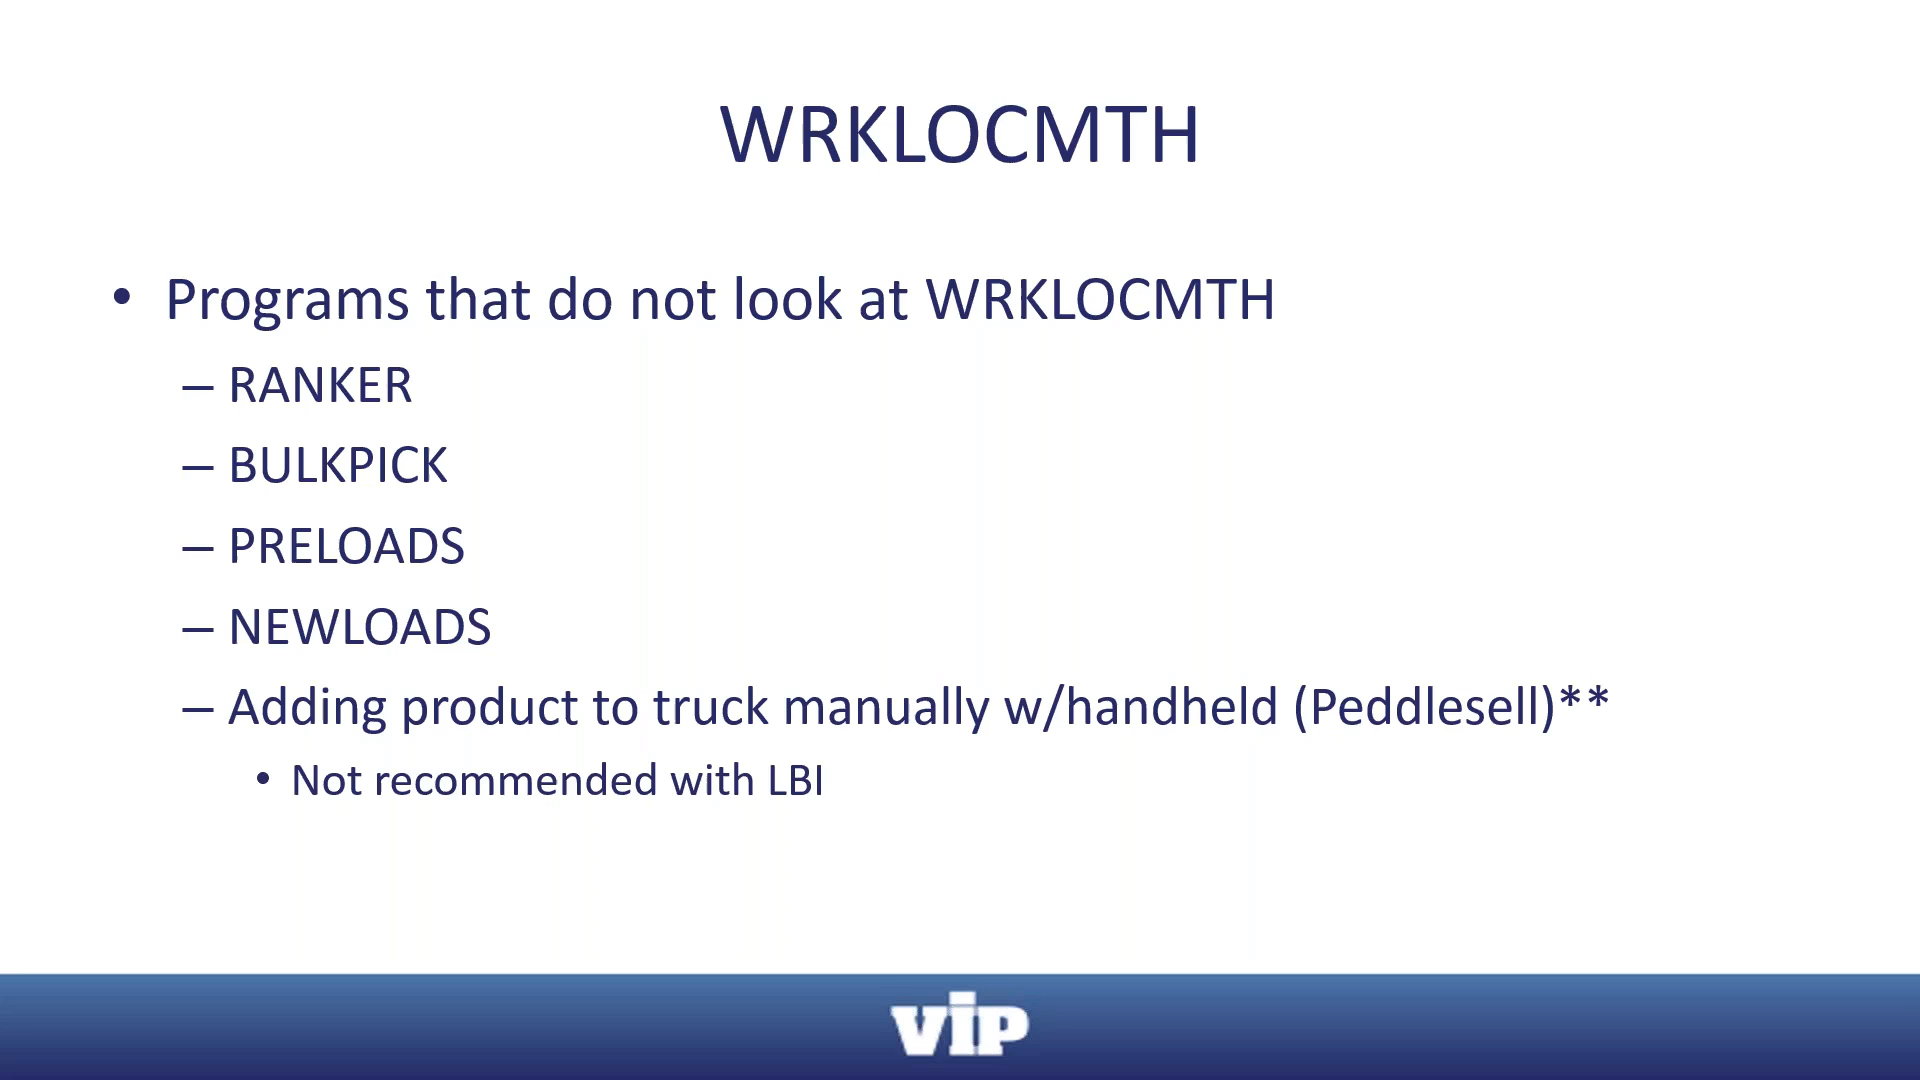 WRKLOCMTH
• Programs that do not look at WRKLOCMTH
– RANKER
– BULKPICK
– PRELOADS
– NEWLOADS
– Adding product to truck manually w/handheld (Peddlesell)**
• Not recommended with LBI
vip